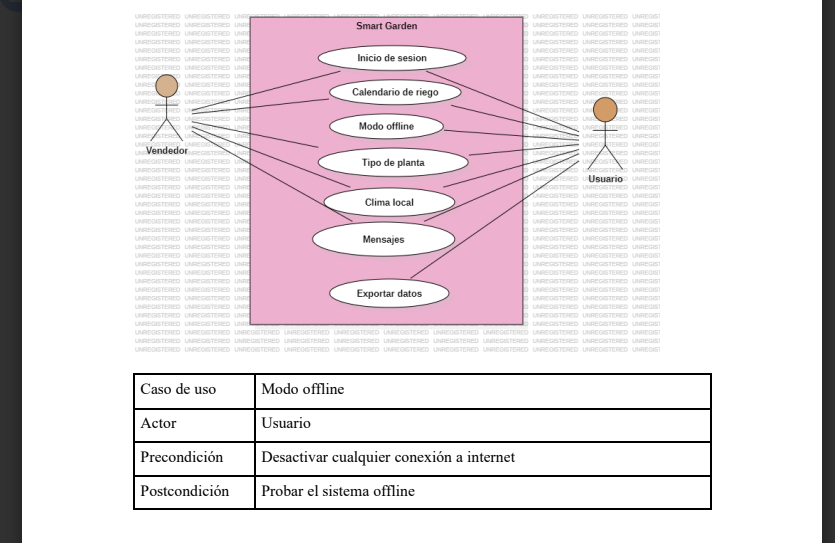 Smart Garden
Inicio de sesion
Calendario de riego
Modo offline
Vendedor
Tipo de planta
Usuario
Clima local
Mensajes
Exportar datos
Caso de uso Modo offline
Actor Usuario
Precondición Desactivar cualquier conexión a internet
Postcondición Probar el sistema offline